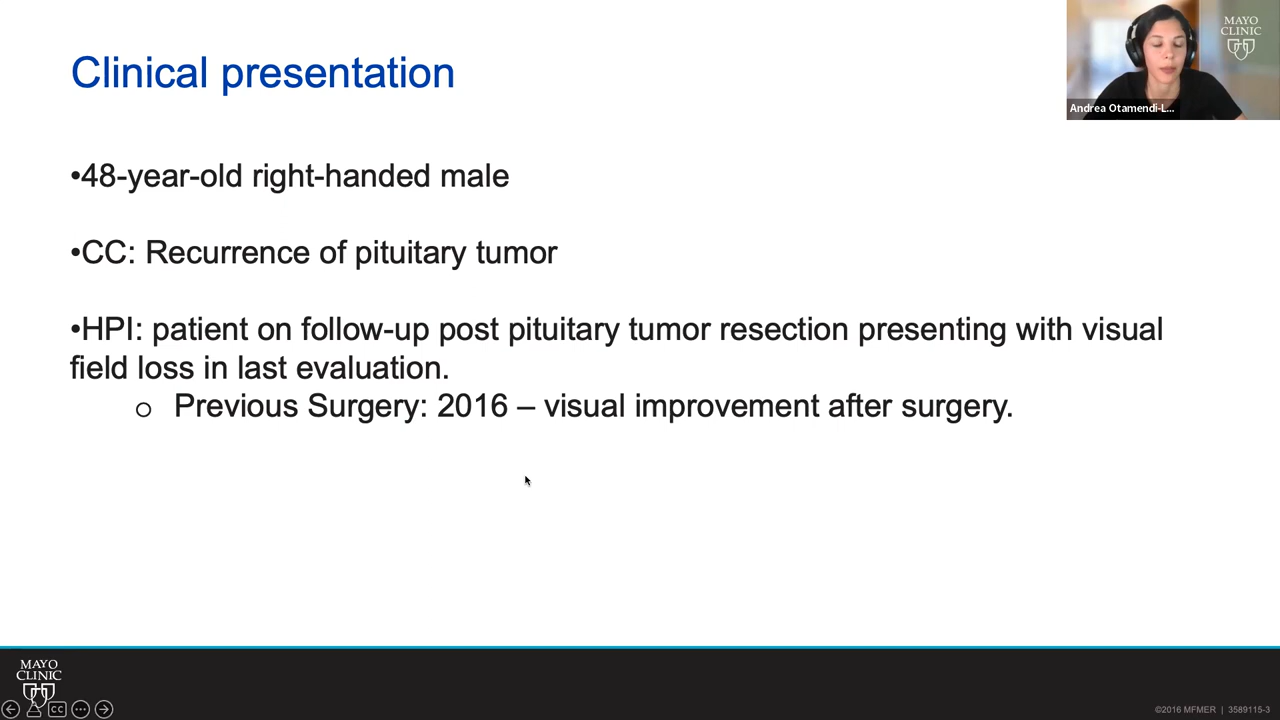 Clinical presentation
MAYO
CLINIC
Andrea Otamendi-L...
•48-year-old right-handed male
•CC: Recurrence of pituitary tumor
•HPI: patient on follow-up post pituitary tumor resection presenting with visual
field loss in last evaluation.
o Previous Surgery: 2016 – visual improvement after surgery.
MAYO
CLINIC
CC
©2016 MFMER | 3589115-3